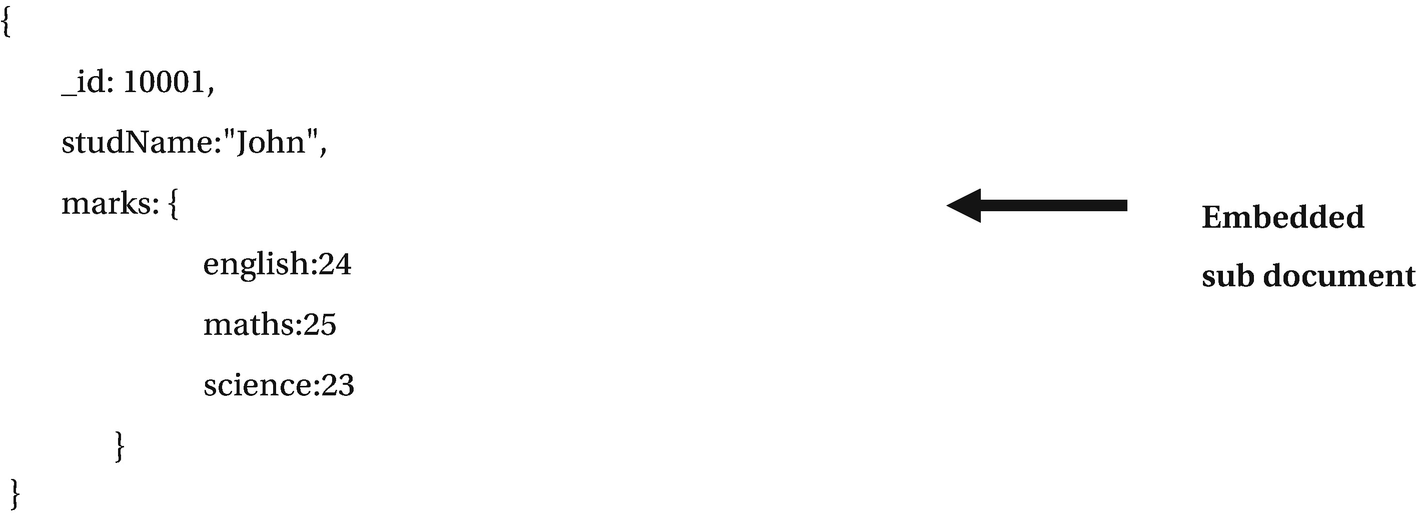 {
_id: 10001,
studName:"John",
marks: {
english:24
maths:25
science:23
}
}
Embedded
sub document